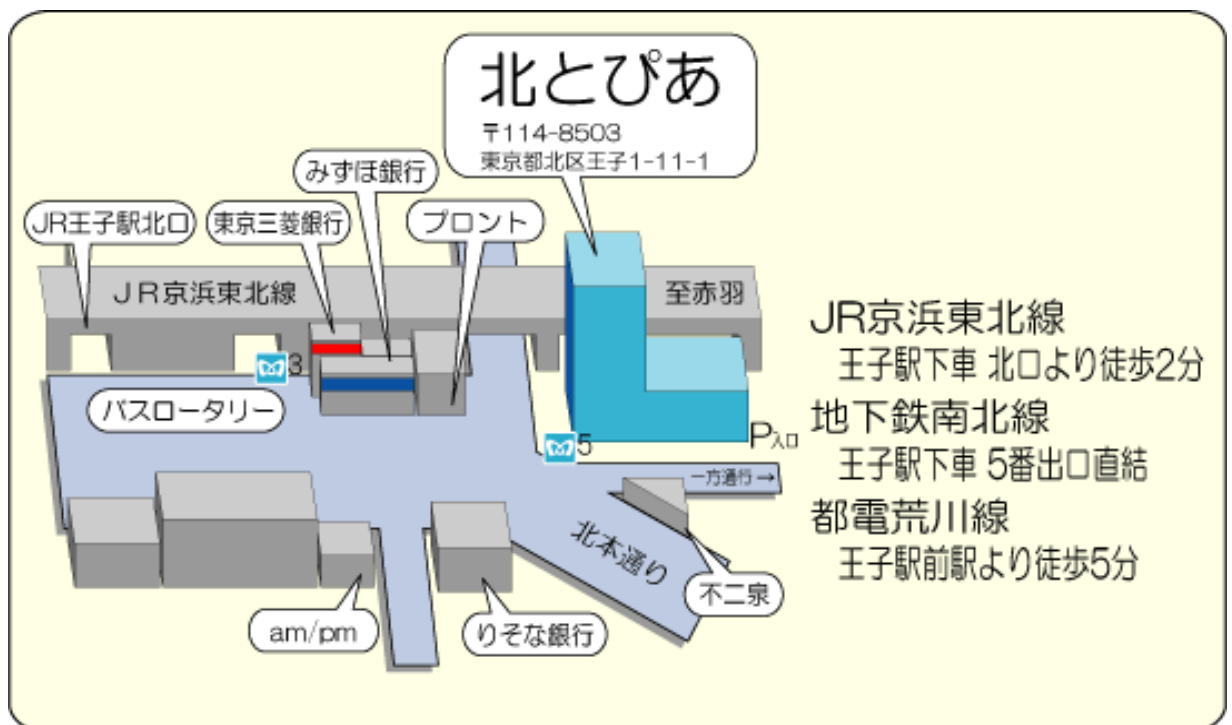 北とぴあ
〒114-8503
東京都北区王子1-11-1
みずほ銀行
JR王子駅北口
東京三菱銀行
プロント
JR京浜東北線
至赤羽
3
バスロータリー
5
P入口
一方通行→
北本通り
不二泉
am/pm
りそな銀行
JR京浜東北線
王子駅下車 北口より徒歩2分
地下鉄南北線
王子駅下車 5番出口直結
都電荒川線
王子駅前駅より徒歩5分